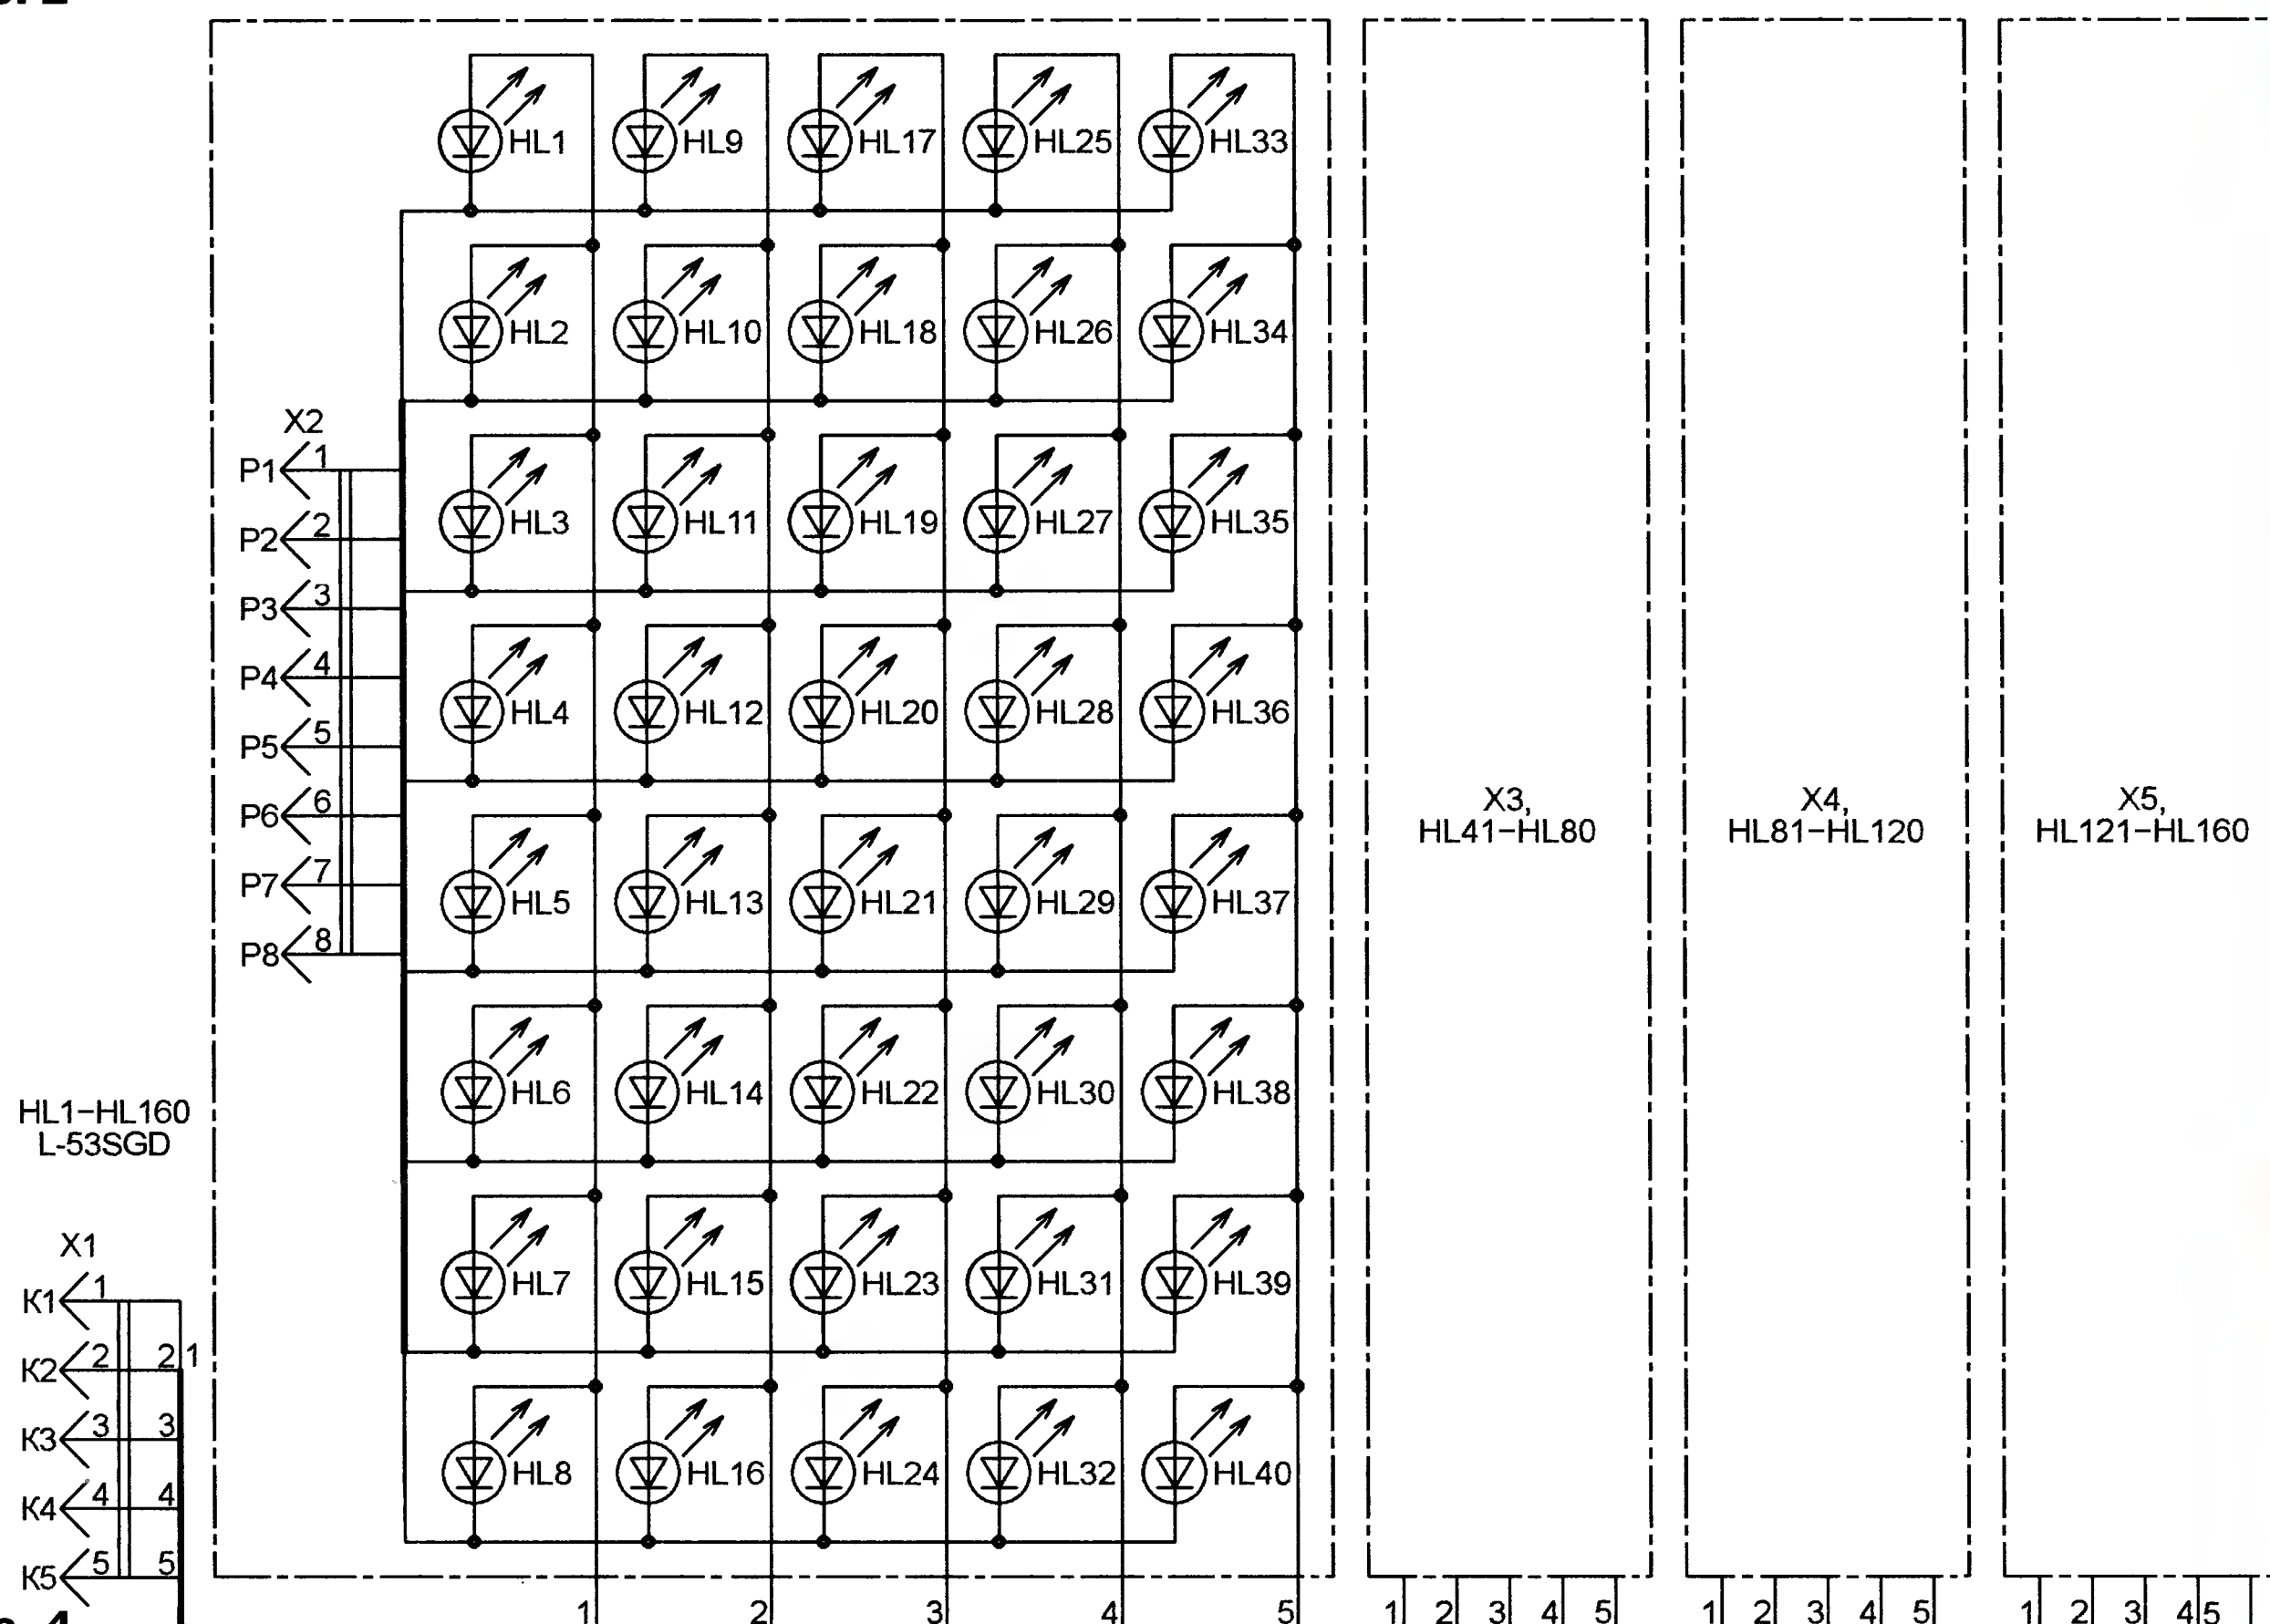 HL1 HL9 HL17 HL25 HL33
HL2 HL10 HL18 HL26 HL34
X2
P1 1
HL3 HL11 HL19 HL27 HL35
P2 2
P3 3
P4 4
HL4 HL12 HL20 HL28 HL36
P5 5
P6 6
X3, X4, X5,
HL41–HL80 HL81–HL120 HL121–HL160
P7 7
HL5 HL13 HL21 HL29 HL37
P8 8
HL6 HL14 HL22 HL30 HL38
HL1–HL160
L-53SGD
X1
HL7 HL15 HL23 HL31 HL39
К1 1
К2 2 2 1
К3 3 3
HL8 HL16 HL24 HL32 HL40
К4 4 4
К5 5 5
1 2 3 4 5 1 2 3 4 5 1 2 3 4 5 1 2 3 4 5